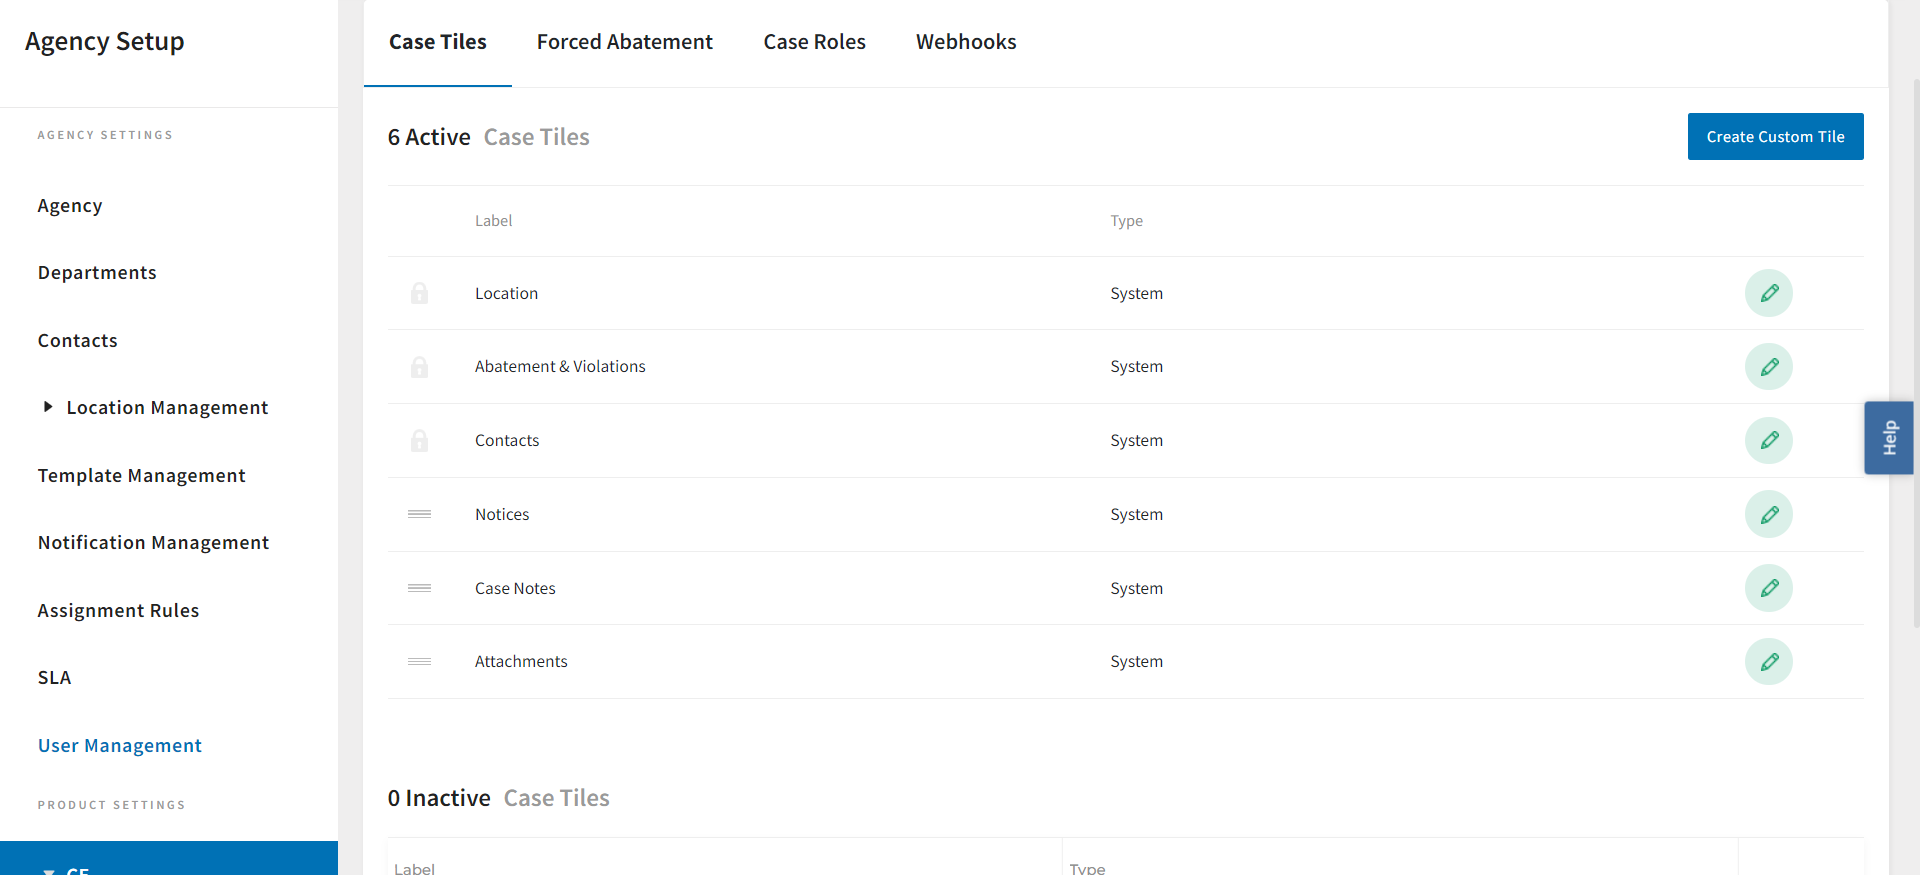 Agency Setup
AGENCY SETTINGS
Agency
Departments
Contacts
Location Management
Template Management
Notification Management
Assignment Rules
SLA
User Management
PRODUCT SETTINGS
CE
Case Tiles Forced Abatement Case Roles Webhooks
6 Active Case Tiles
Create Custom Tile
Label Type
Location System
Abatement & Violations System
Contacts System
Notices System
Case Notes System
Attachments System
0 Inactive Case Tiles
Label Type
Help